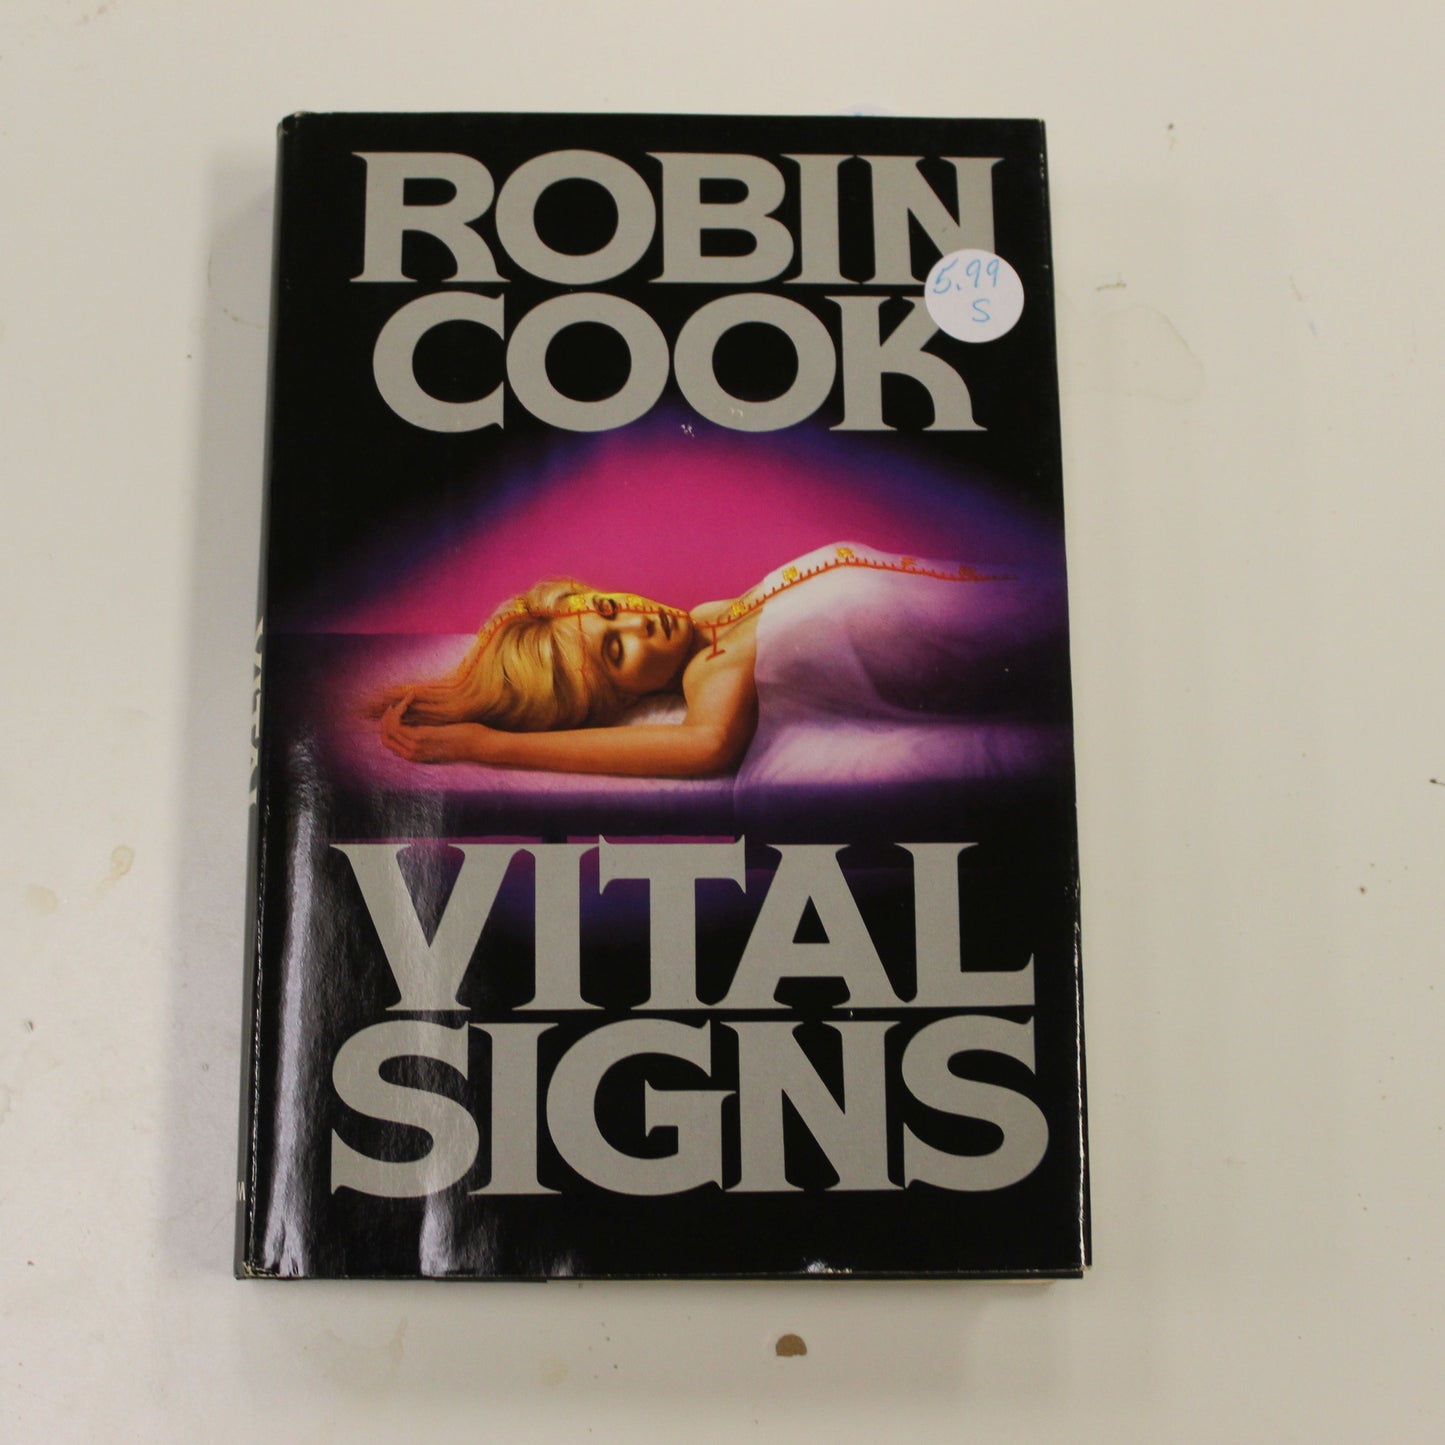 ROBIN
COOK
5.99
S
VITAL
SIGNS